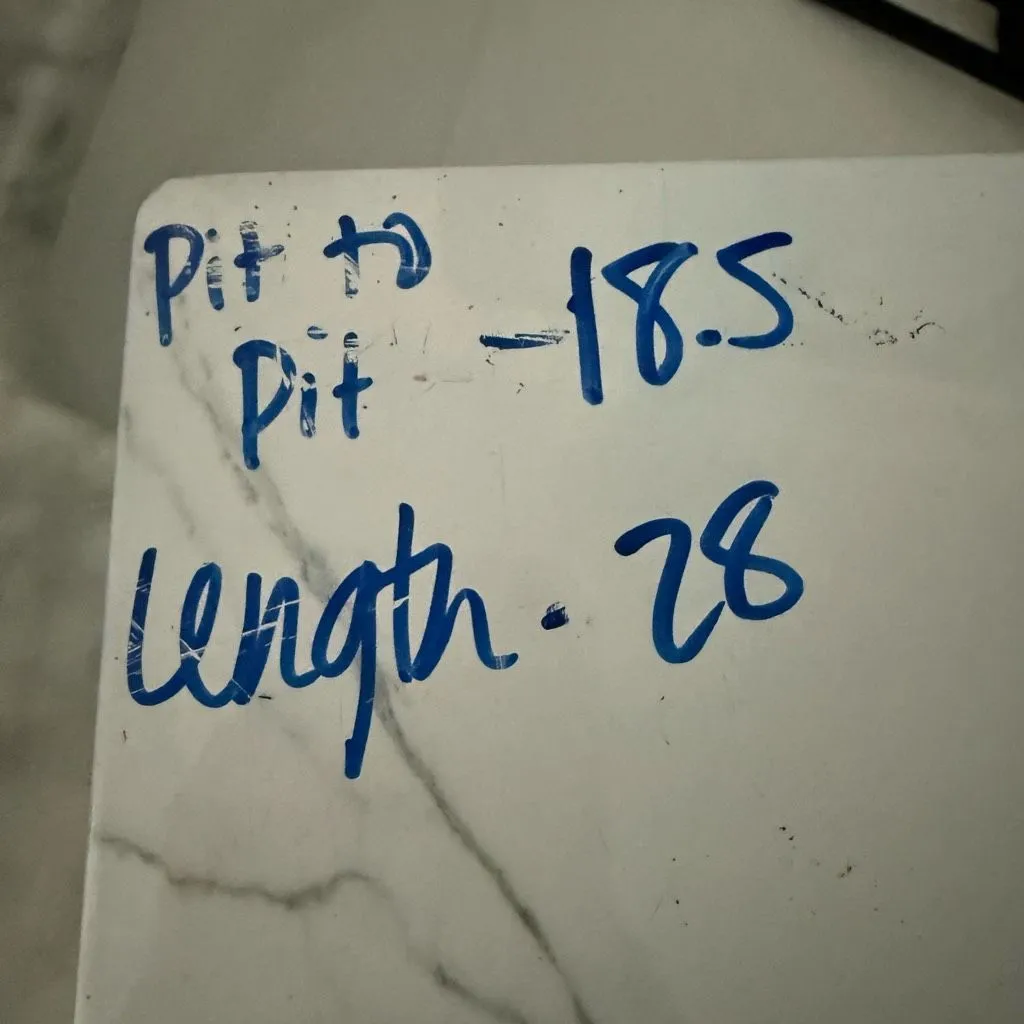 Pit to
Pit - 18.5
Length. 28